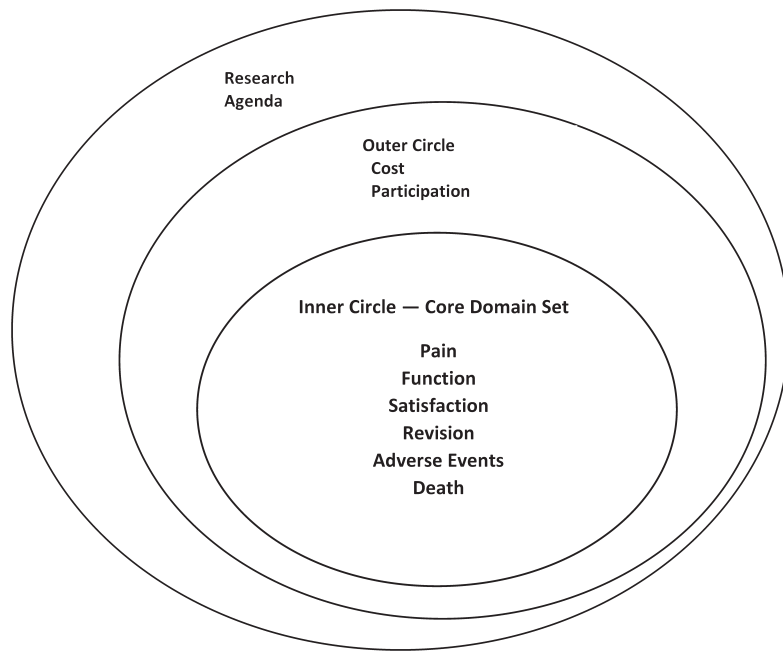 Research
Agenda
Outer Circle
Cost
Participation
Inner Circle — Core Domain Set
Pain
Function
Satisfaction
Revision
Adverse Events
Death